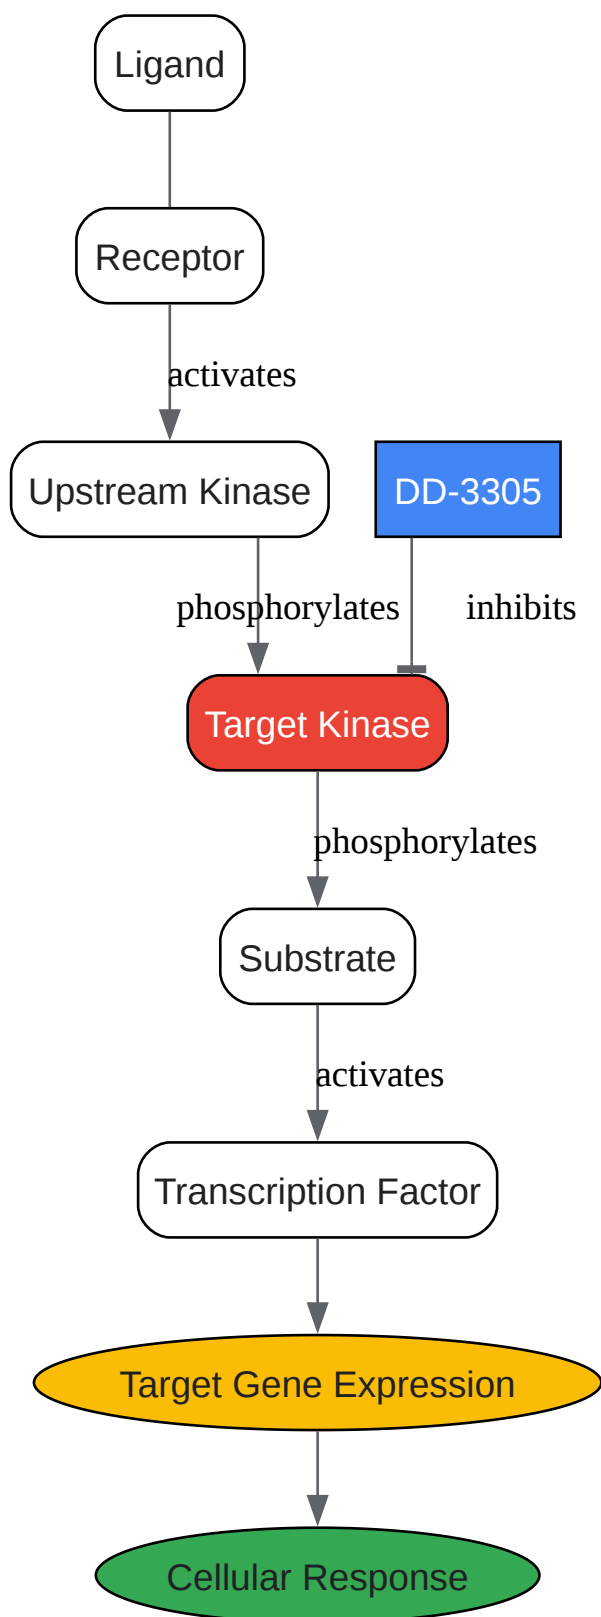 Ligand
Receptor
activates
Upstream Kinase
DD-3305
phosphorylates
inhibits
Target Kinase
phosphorylates
Substrate
activates
Transcription Factor
Target Gene Expression
Cellular Response